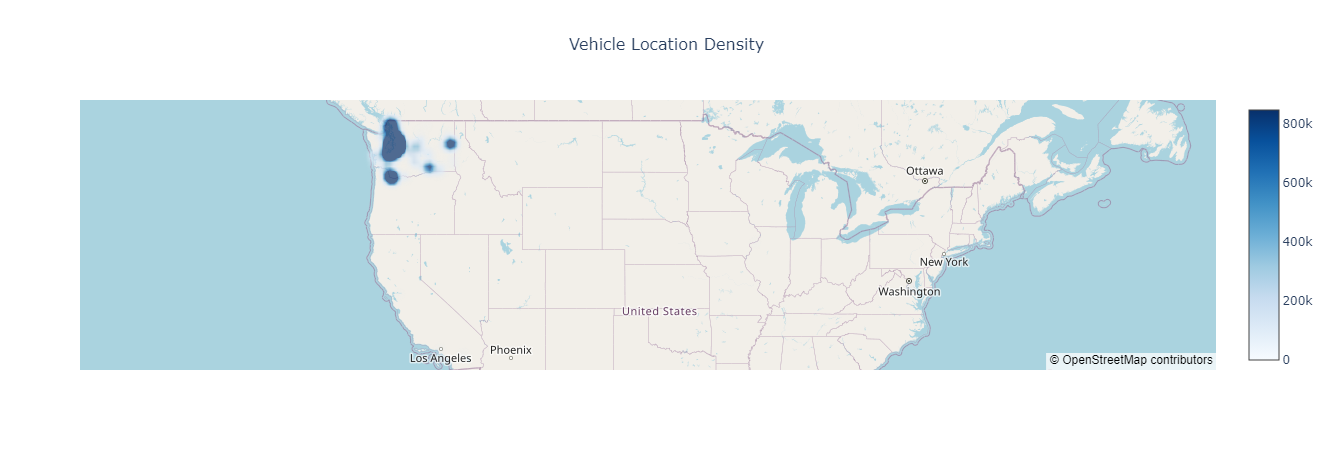 Vehicle Location Density
800k
600k
400k
200k
0
Ottawa
New York
Washington
United States
Phoenix
Los Angeles
© OpenStreetMap contributors